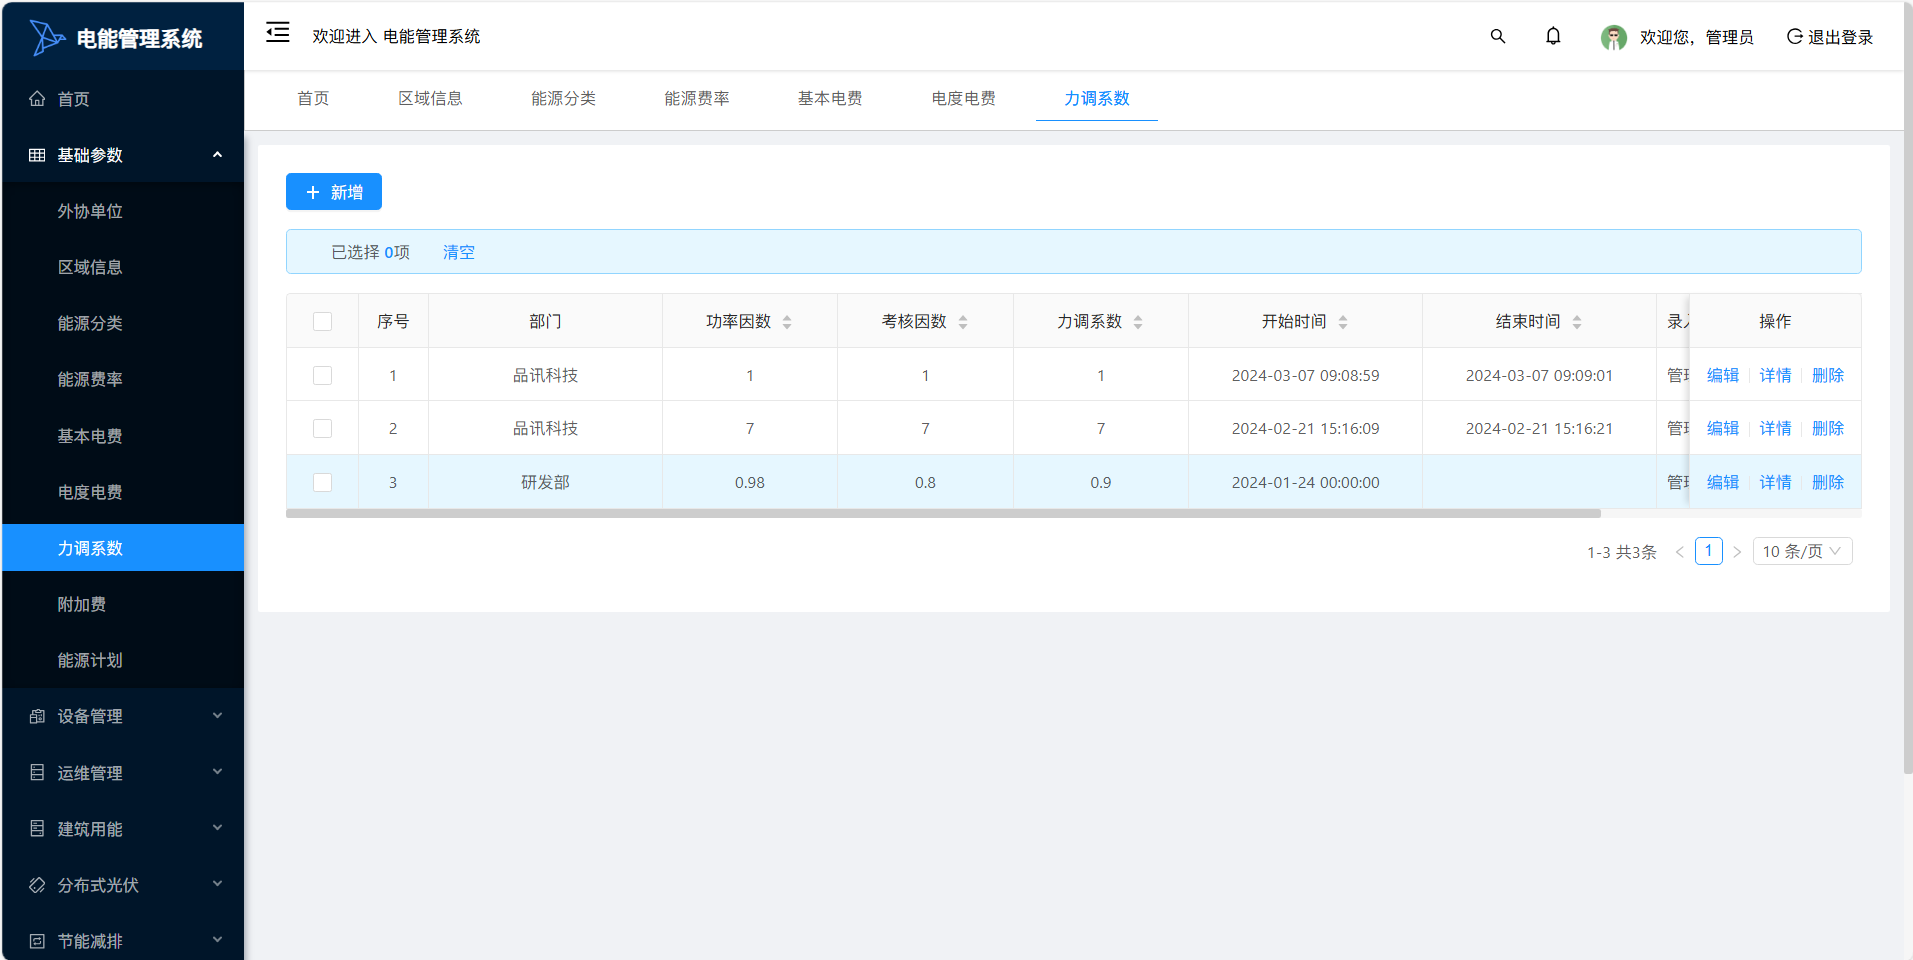 电能管理系统
欢迎进入 电能管理系统
欢迎您，管理员
退出登录
首页
基础参数
外协单位
区域信息
能源分类
能源费率
基本电费
电度电费
力调系数
附加费
能源计划
设备管理
运维管理
建筑用能
分布式光伏
节能减排
首页 区域信息 能源分类 能源费率 基本电费 电度电费 力调系数
新增
已选择 0项 清空
序号 部门 功率因数 考核因数 力调系数 开始时间 结束时间 录 操作
1 品讯科技 1 1 1 2024-03-07 09:08:59 2024-03-07 09:09:01 管 编辑 详情 删除
2 品讯科技 7 7 7 2024-02-21 15:16:09 2024-02-21 15:16:21 管 编辑 详情 删除
3 研发部 0.98 0.8 0.9 2024-01-24 00:00:00 管 编辑 详情 删除
1-3 共3条 < 1 > 10 条/页